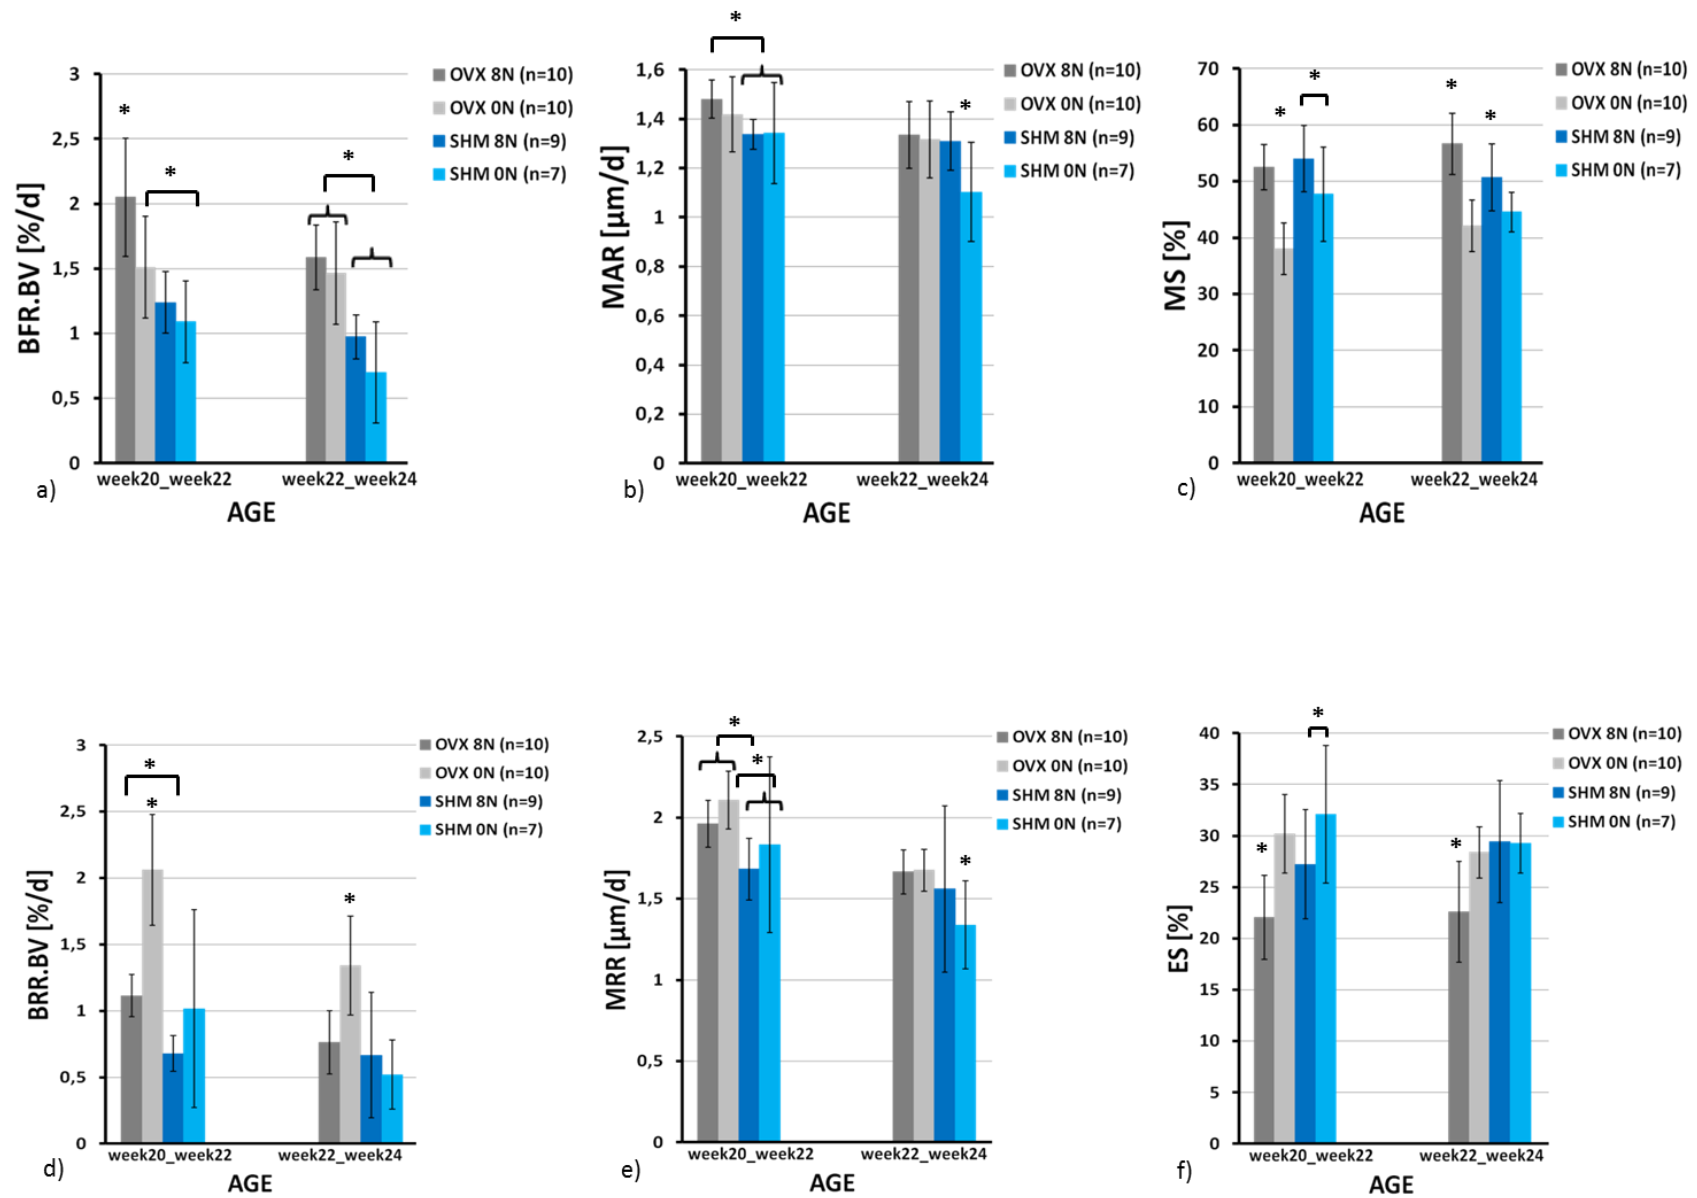 *
3
2,5
2
1,5
1
0,5
0
BFR.BV [%/d]
*
*
*
OVX 8N (n=10)
OVX 0N (n=10)
SHM 8N (n=9)
SHM 0N (n=7)
week20_week22
week22_week24
a)
AGE
1,6
1,4
1,2
1
0,8
0,6
0,4
0,2
0
MAR [µm/d]
*
OVX 8N (n=10)
OVX 0N (n=10)
SHM 8N (n=9)
SHM 0N (n=7)
week20_week22
week22_week24
b)
AGE
70
60
50
40
30
20
10
0
MS [%]
*
*
*
*
OVX 8N (n=10)
OVX 0N (n=10)
SHM 8N (n=9)
SHM 0N (n=7)
week20_week22
week22_week24
c)
AGE
3
2,5
2
1,5
1
0,5
0
BRR.BV [%/d]
*
*
*
OVX 8N (n=10)
OVX 0N (n=10)
SHM 8N (n=9)
SHM 0N (n=7)
week20_week22
week22_week24
d)
AGE
2,5
2
1,5
1
0,5
0
MRR [µm/d]
*
*
*
OVX 8N (n=10)
OVX 0N (n=10)
SHM 8N (n=9)
SHM 0N (n=7)
week20_week22
week22_week24
e)
AGE
40
35
30
25
20
15
10
5
0
ES [%]
*
*
*
OVX 8N (n=10)
OVX 0N (n=10)
SHM 8N (n=9)
SHM 0N (n=7)
week20_week22
week22_week24
f)
AGE